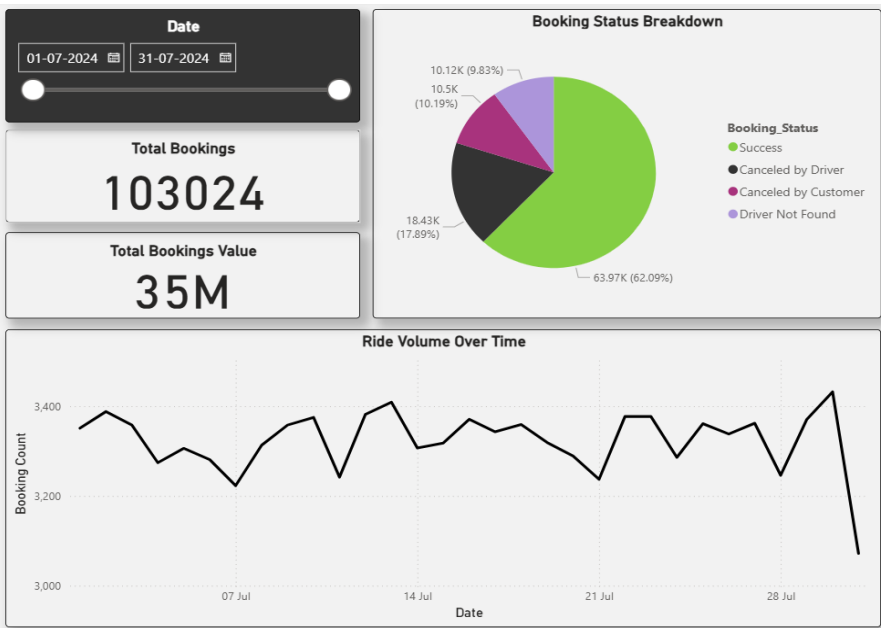 Date
01-07-2024
31-07-2024
Total Bookings
103024
Total Bookings Value
35M
Booking Status Breakdown
10.12K (9.83%)
10.5K
(10.19%)
18.43K
(17.89%)
63.97K (62.09%)
Booking_Status
Success
Canceled by Driver
Canceled by Customer
Driver Not Found
Ride Volume Over Time
Booking Count
3,400
3,200
3,000
07 Jul
14 Jul
21 Jul
28 Jul
Date